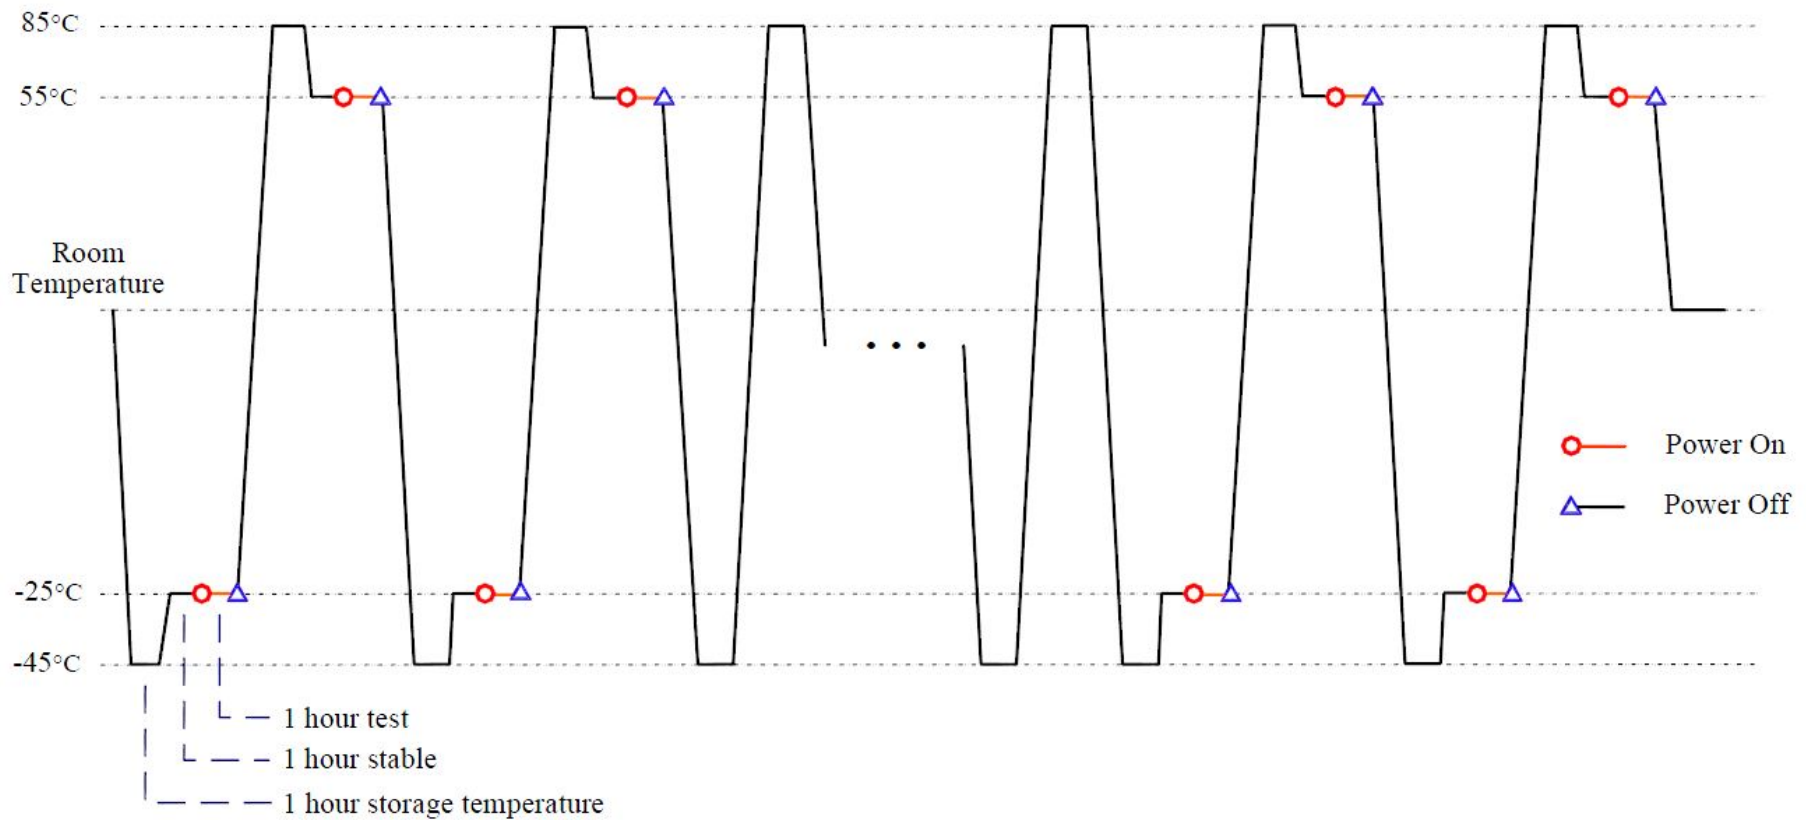 85°C
55°C
Room
Temperature
-25°C
-45°C
Power On
Power Off
1 hour test
1 hour stable
1 hour storage temperature